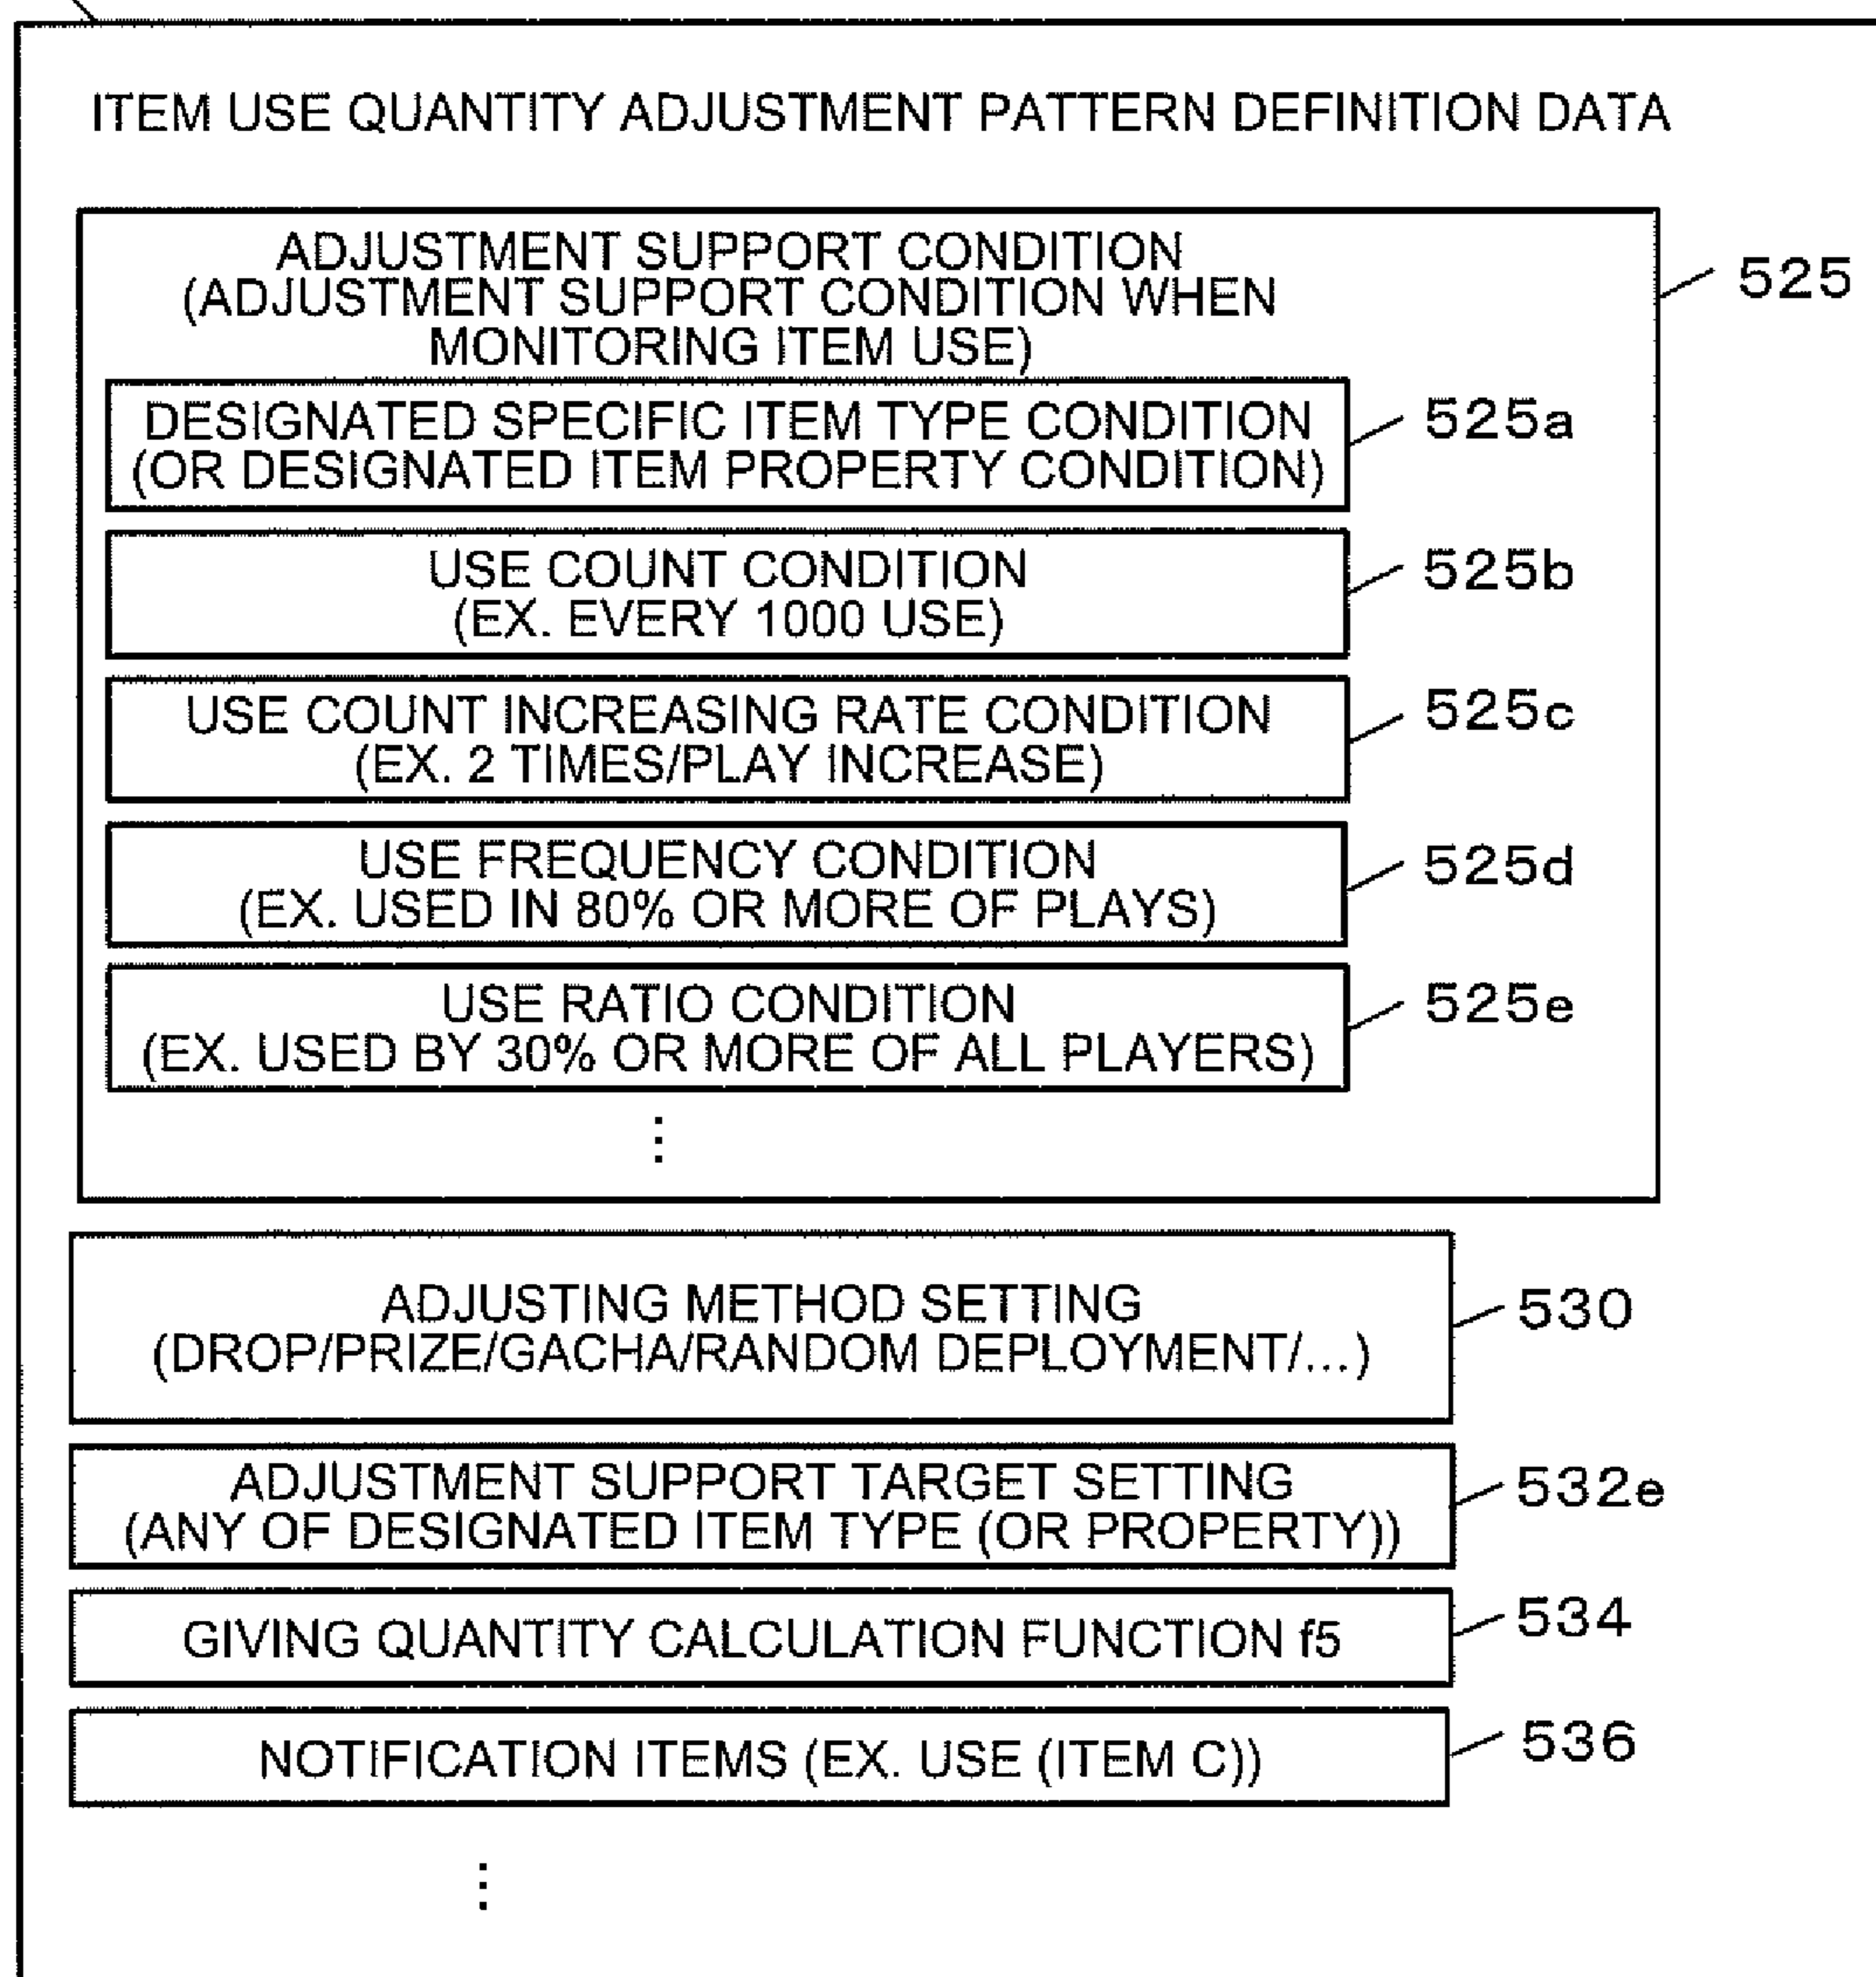 ITEM USE QUANTITY ADJUSTMENT PATTERN DEFINITION DATA
ADJUSTMENT SUPPORT CONDITION
(ADJUSTMENT SUPPORT CONDITION WHEN
MONITORING ITEM USE)
525
DESIGNATED SPECIFIC ITEM TYPE CONDITION
(OR DESIGNATED ITEM PROPERTY CONDITION)
525a
USE COUNT CONDITION
(EX. EVERY 1000 USE)
525b
USE COUNT INCREASING RATE CONDITION
(EX. 2 TIMES/PLAY INCREASE)
525c
USE FREQUENCY CONDITION
(EX. USED IN 80% OR MORE OF PLAYS)
525d
USE RATIO CONDITION
(EX. USED BY 30% OR MORE OF ALL PLAYERS)
525e
⋮
ADJUSTING METHOD SETTING
(DROP/PRIZE/GACHA/RANDOM DEPLOYMENT/...)
530
ADJUSTMENT SUPPORT TARGET SETTING
(ANY OF DESIGNATED ITEM TYPE (OR PROPERTY))
532e
GIVING QUANTITY CALCULATION FUNCTION f5
534
NOTIFICATION ITEMS (EX. USE (ITEM C))
536
⋮